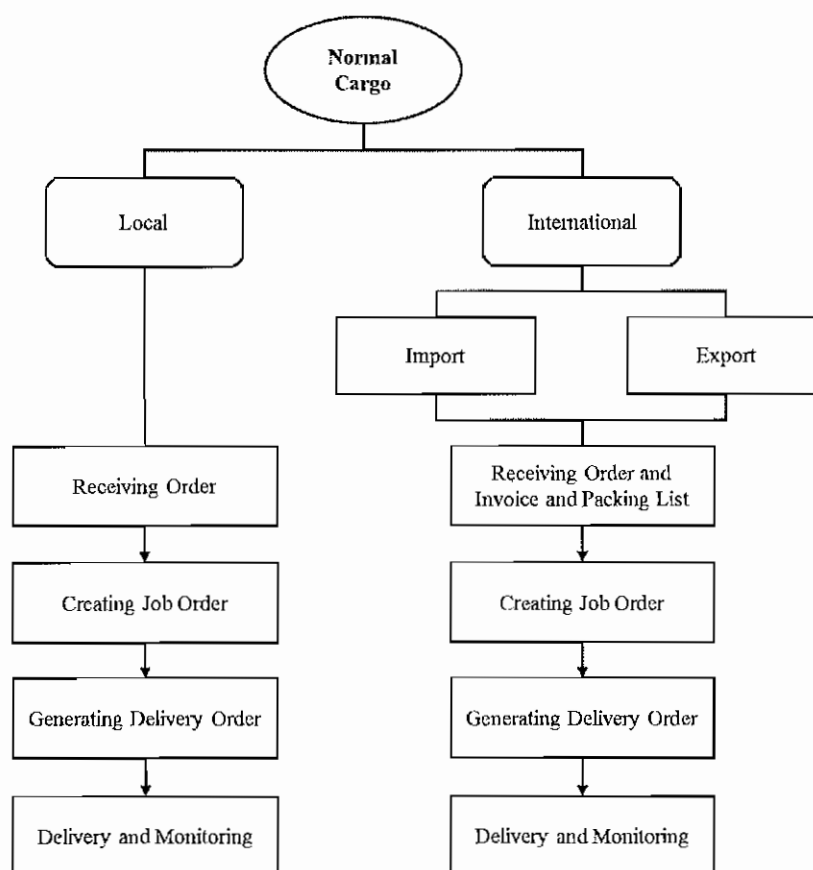 Normal
Cargo
Local
International
Import
Export
Receiving Order
Receiving Order and
Invoice and Packing List
Creating Job Order
Creating Job Order
Generating Delivery Order
Generating Delivery Order
Delivery and Monitoring
Delivery and Monitoring